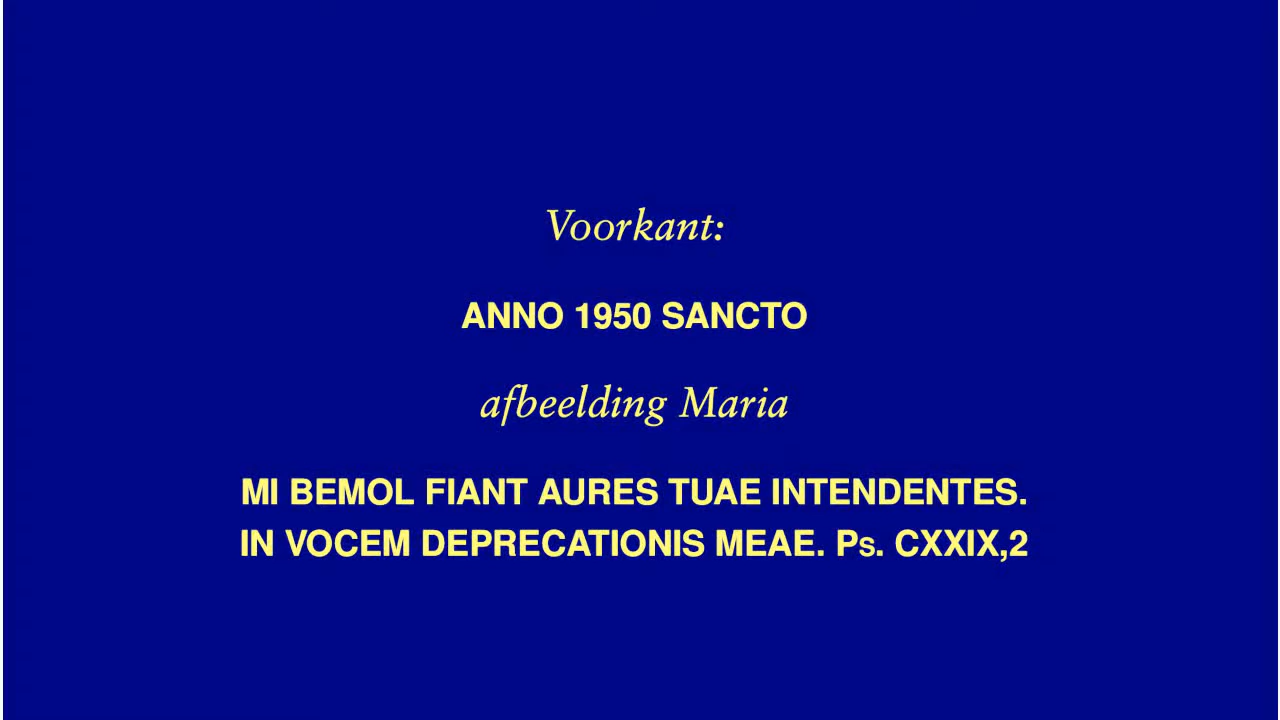 Voorkant:
ANNO 1950 SANCTO
afbeelding Maria
MI BEMOL FIANT AURES TUAE INTENDENTES.
IN VOCEM DEPRECATIONIS MEAE. Ps. CXXIX,2